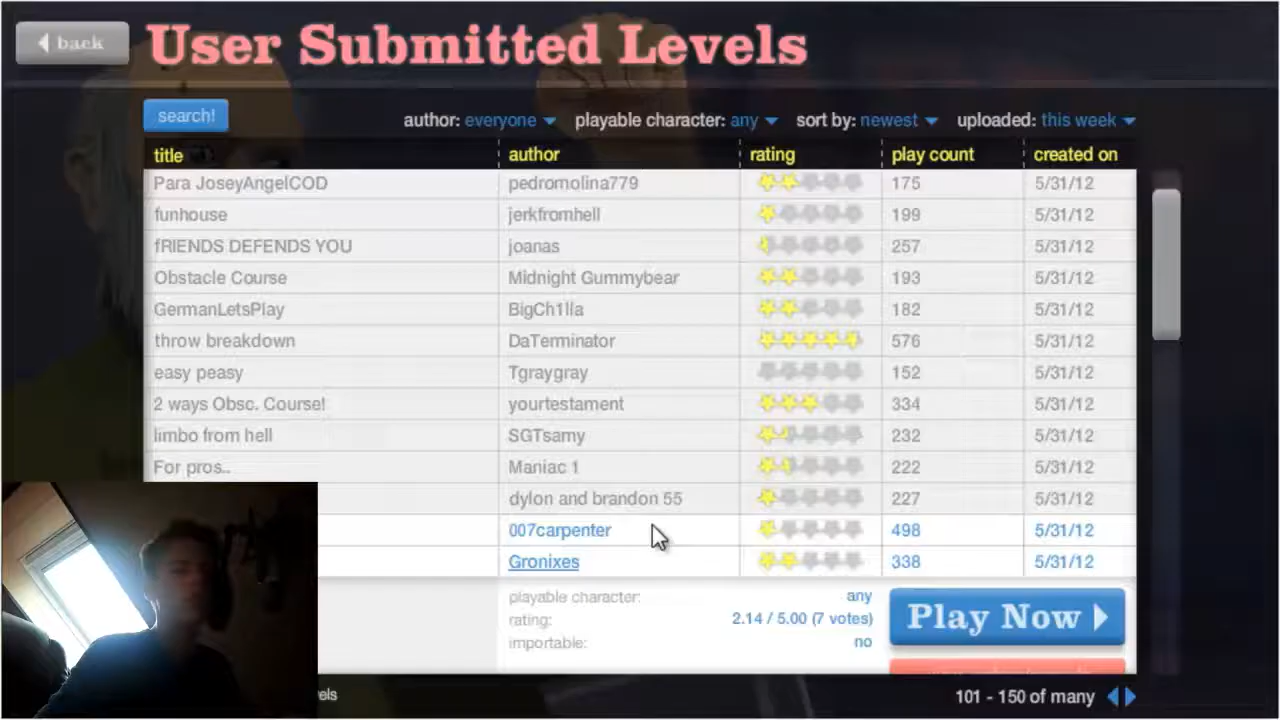 back
User Submitted Levels
search!
author: everyone playable character: any sort by: newest uploaded: this week
title author rating play count created on
Para JoseyAngelCOD pedromolina779 175 5/31/12
funhouse jerkfromhell 199 5/31/12
fRIENDS DEFENDS YOU joanas 257 5/31/12
Obstacle Course Midnight Gummybear 193 5/31/12
GermanLetsPlay BigCh1lla 182 5/31/12
throw breakdown DaTerminator 576 5/31/12
easy peasy Tgraygray 152 5/31/12
2 ways Obsc. Course! yourtestament 334 5/31/12
limbo from hell SGTsamy 232 5/31/12
For pros.. Maniac 1 222 5/31/12
dylon and brandon 55 227 5/31/12
007carpenter 498 5/31/12
Gronixes 338 5/31/12
playable character: any
rating: 2.14 / 5.00 (7 votes)
importable: no
Play Now
els 101 - 150 of many